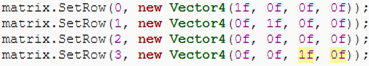 matrix.SetRow(0, new Vector4(1f, 0f, 0f, 0f));
matrix.SetRow(1, new Vector4(0f, 1f, 0f, 0f));
matrix.SetRow(2, new Vector4(0f, 0f, 0f, 0f));
matrix.SetRow(3, new Vector4(0f, 0f, 1f, 0f));